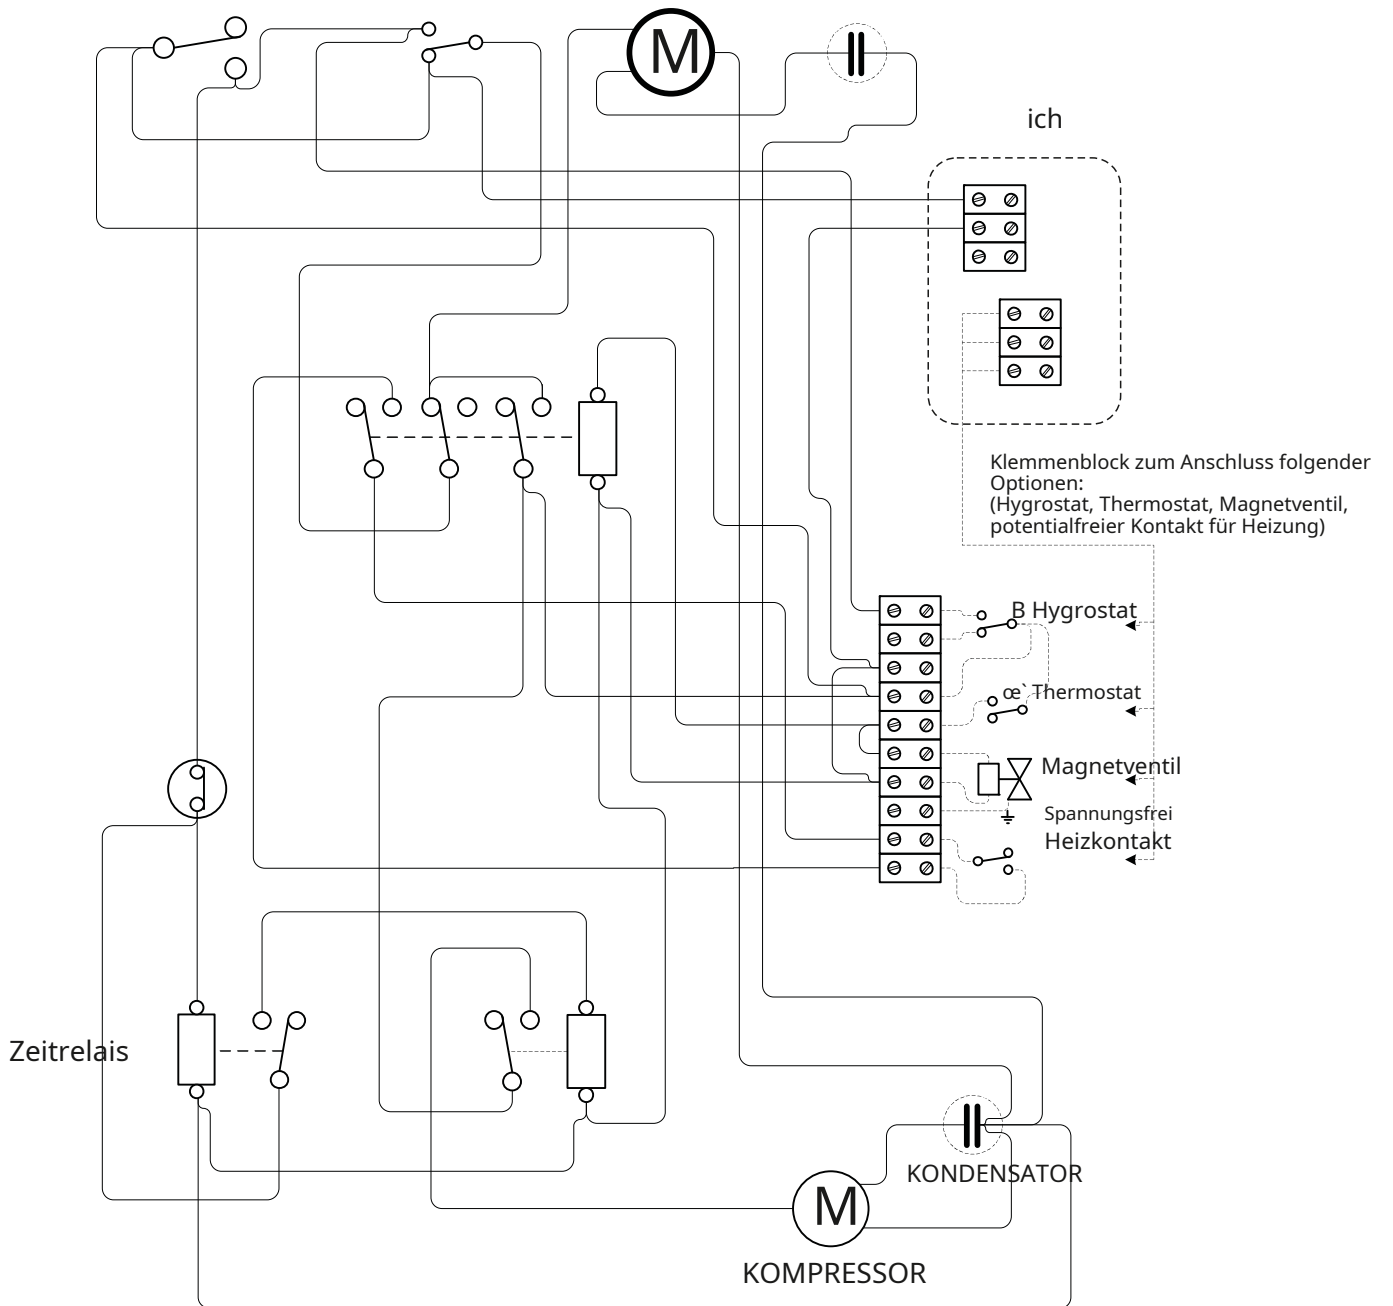 M
ich
Klemmenblock zum Anschluss folgender
Optionen:
(Hygrostat, Thermostat, Magnetventil,
potentialfreier Kontakt für Heizung)
B Hygrostat
œ`Thermostat
Magnetventil
Spannungsfrei
Heizkontakt
Zeitrelais
KONDENSATOR
M
KOMPRESSOR